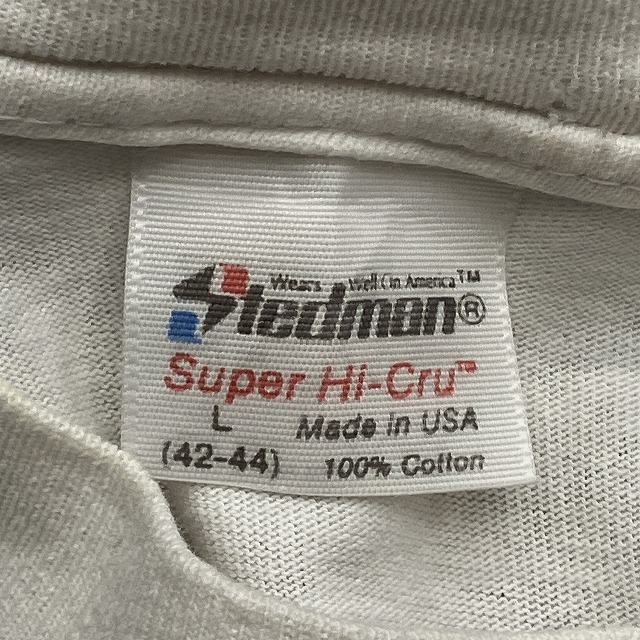 Wears Well in America™
Stedman®
Super Hi-Cru™
L
Made in USA
(42-44)
100% Cotton